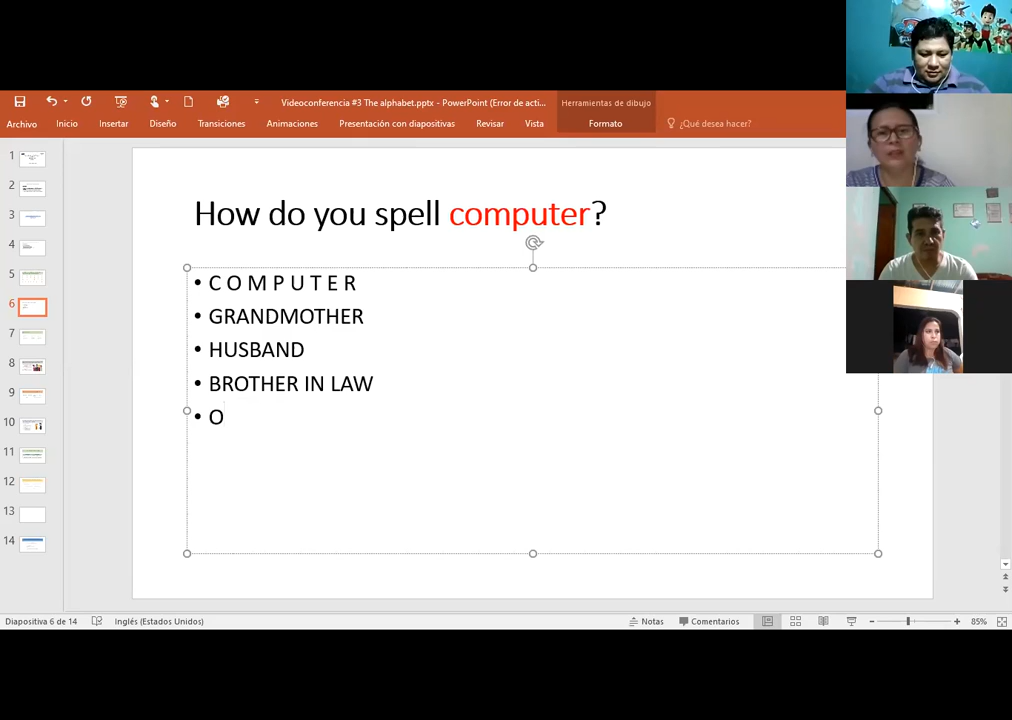 Videoconferencia #3 The alphabet.pptx - PowerPoint (Error de acti...
Herramientas de dibujo
Archivo
Inicio
Insertar
Diseño
Transiciones
Animaciones
Presentación con diapositivas
Revisar
Vista
Formato
¿Qué desea hacer?
1
2
3
4
5
6
7
8
9
10
11
12
13
14
How do you spell computer?
• C O M P U T E R
• GRANDMOTHER
• HUSBAND
• BROTHER IN LAW
• O
Diapositiva 6 de 14
Inglés (Estados Unidos)
Notas
Comentarios
85%